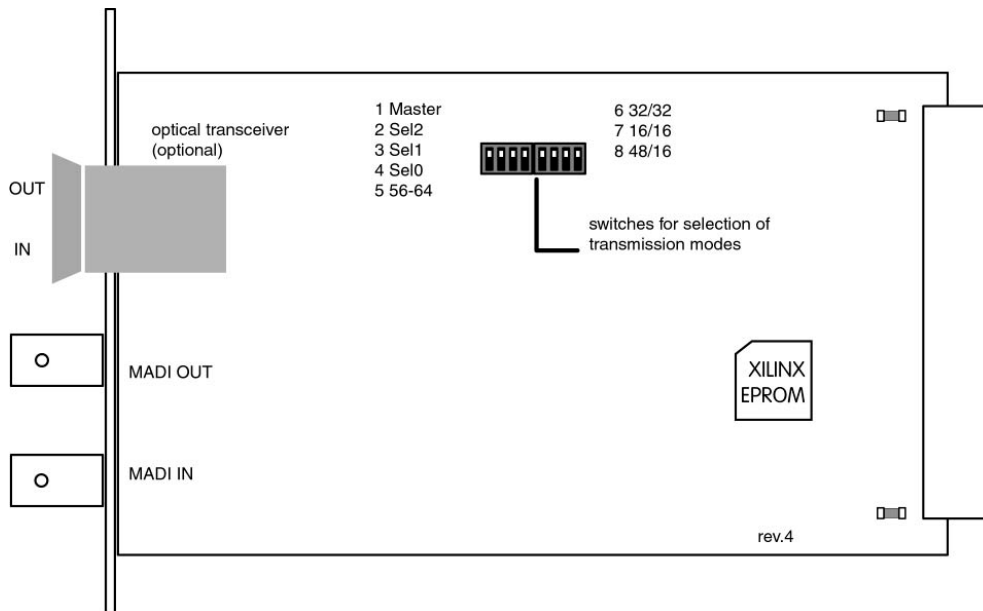 1 Master
2 Sel2
3 Sel1
4 Sel0
5 56-64
6 32/32
7 16/16
8 48/16
optical transceiver
(optional)
OUT
IN
switches for selection of
transmission modes
MADI OUT
XILINX
EPROM
MADI IN
rev.4